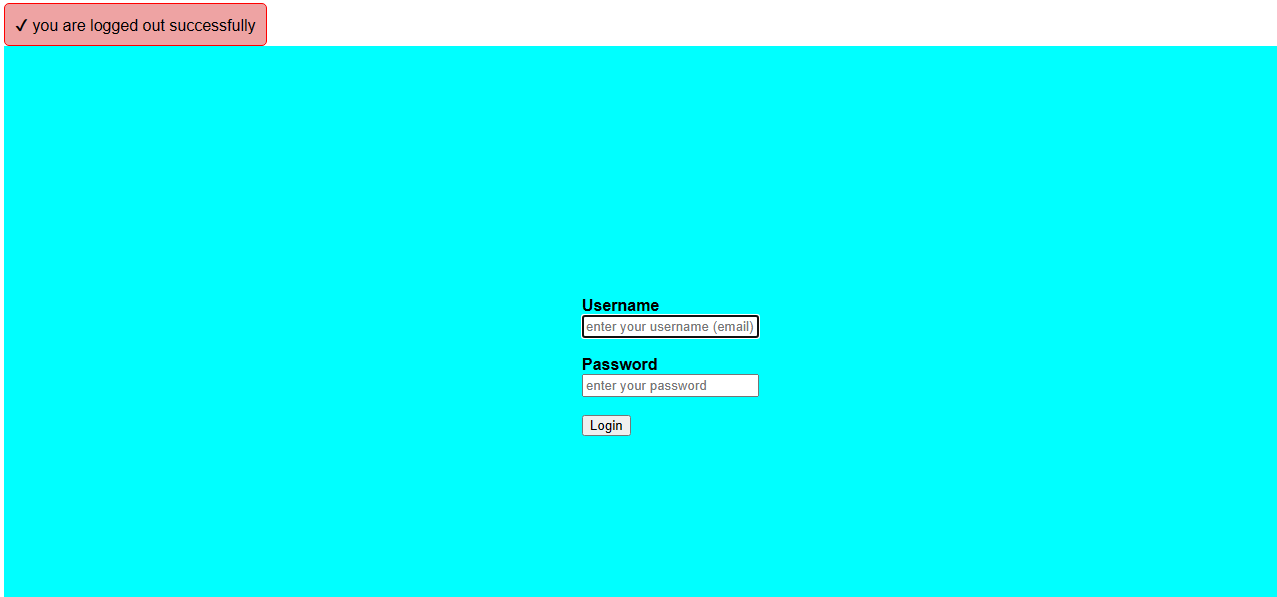 ✓ you are logged out successfully
Username
enter your username (email)
Password
enter your password
Login